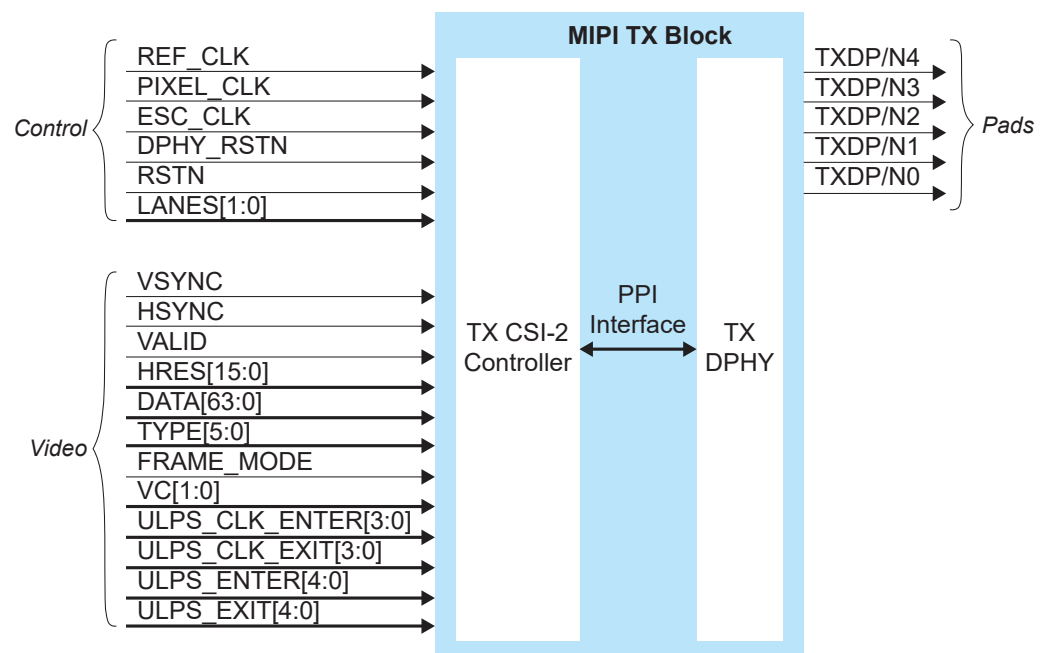 MIPI TX Block
Control
REF_CLK
PIXEL_CLK
ESC_CLK
DPHY_RSTN
RSTN
LANES[1:0]
Video
VSYNC
HSYNC
VALID
HRES[15:0]
DATA[63:0]
TYPE[5:0]
FRAME_MODE
VC[1:0]
ULPS_CLK_ENTER[3:0]
ULPS_CLK_EXIT[3:0]
ULPS_ENTER[4:0]
ULPS_EXIT[4:0]
TX CSI-2
Controller
PPI
Interface
TX
DPHY
TXDP/N4
TXDP/N3
TXDP/N2
TXDP/N1
TXDP/N0
Pads